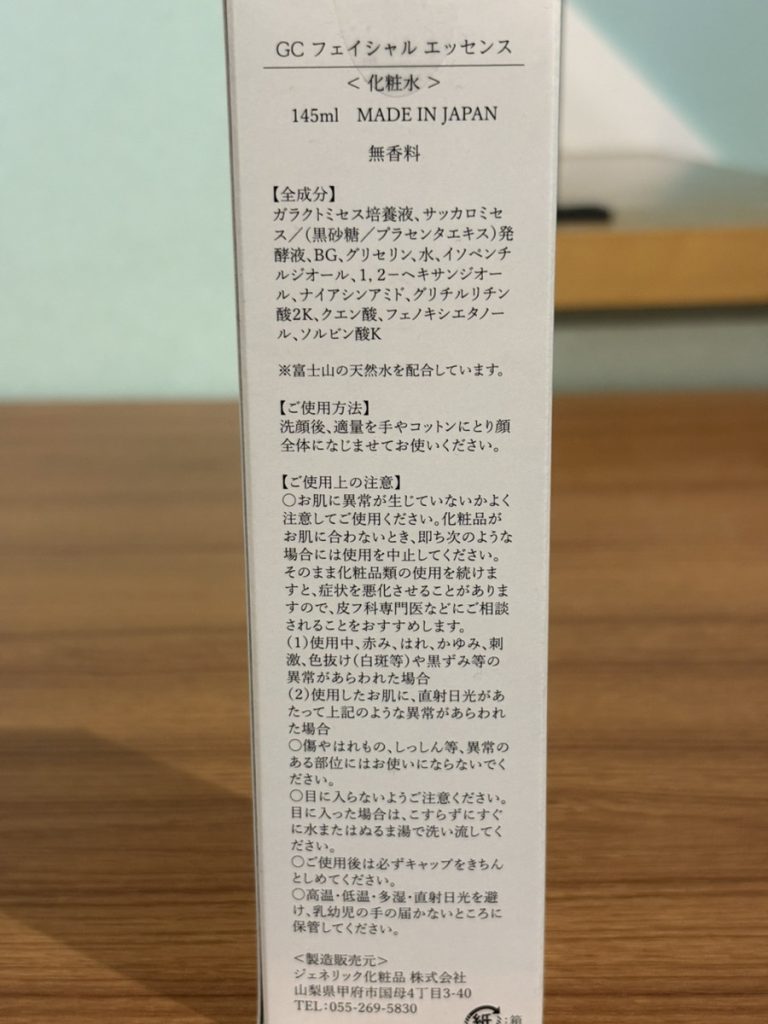 GC フェイシャル エッセンス
＜ 化粧水 ＞
145ml MADE IN JAPAN
無香料
【全成分】
ガラクトミセス培養液、サッカロミセ
ス／（黒砂糖／プラセンタエキス）発
酵液、BG、グリセリン、水、イソペンチ
ルジオール、1，2－ヘキサンジオー
ル、ナイアシンアミド、グリチルリチン
酸2K、クエン酸、フェノキシエタノー
ル、ソルビン酸K
※富士山の天然水を配合しています。
【ご使用方法】
洗顔後、適量を手やコットンにとり顔
全体になじませてお使いください。
【ご使用上の注意】
○お肌に異常が生じていないかよく
注意してご使用ください。化粧品が
お肌に合わないとき、即ち次のような
場合には使用を中止してください。
そのまま化粧品類の使用を続けま
すと、症状を悪化させることがありま
すので、皮フ科専門医などにご相談
されることをおすすめします。
（1）使用中、赤み、はれ、かゆみ、刺
激、色抜け（白斑等）や黒ずみ等の
異常があらわれた場合
（2）使用したお肌に、直射日光があ
たって上記のような異常があらわれ
た場合
○傷やはれもの、しっしん等、異常の
ある部位にはお使いにならないでく
ださい。
○目に入らないようご注意ください。
目に入った場合は、こすらずにすぐ
に水またはぬるま湯で洗い流してく
ださい。
○ご使用後は必ずキャップをきちん
としめてください。
○高温・低温・多湿・直射日光を避
け、乳幼児の手の届かないところに
保管してください。
＜製造販売元＞
ジェネリック化粧品 株式会社
山梨県甲府市国母4丁目3-40
TEL：055-269-5830
紙 ：箱